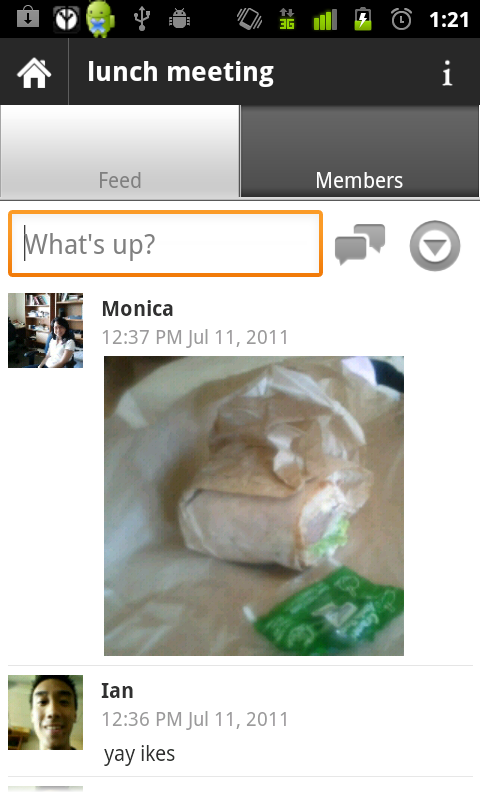 3G
1:21
lunch meeting
i
Feed
Members
What's up?
Monica
12:37 PM Jul 11, 2011
Ian
12:36 PM Jul 11, 2011
yay ikes